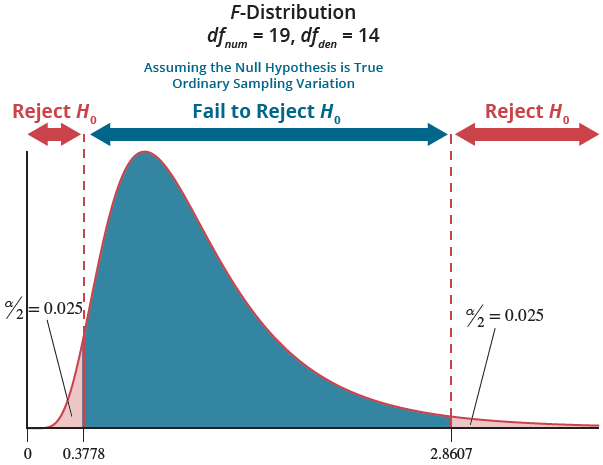 F-Distribution
df_num = 19, df_den = 14
Assuming the Null Hypothesis is True
Ordinary Sampling Variation
Reject H₀
Fail to Reject H₀
Reject H₀
α/2 = 0.025
α/2 = 0.025
0
0.3778
2.8607